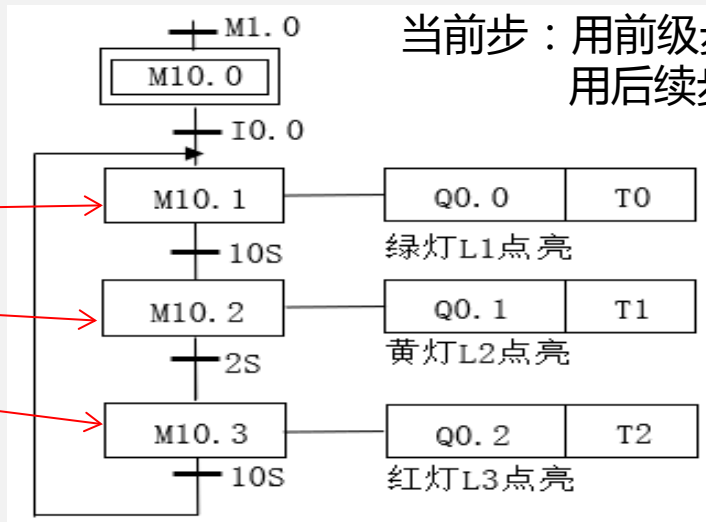 M1.0
当前步：用前级
用后续
M10.0
I0.0
M10.1
Q0.0
T0
绿灯L1点亮
10S
M10.2
Q0.1
T1
黄灯L2点亮
2S
M10.3
Q0.2
T2
红灯L3点亮
10S